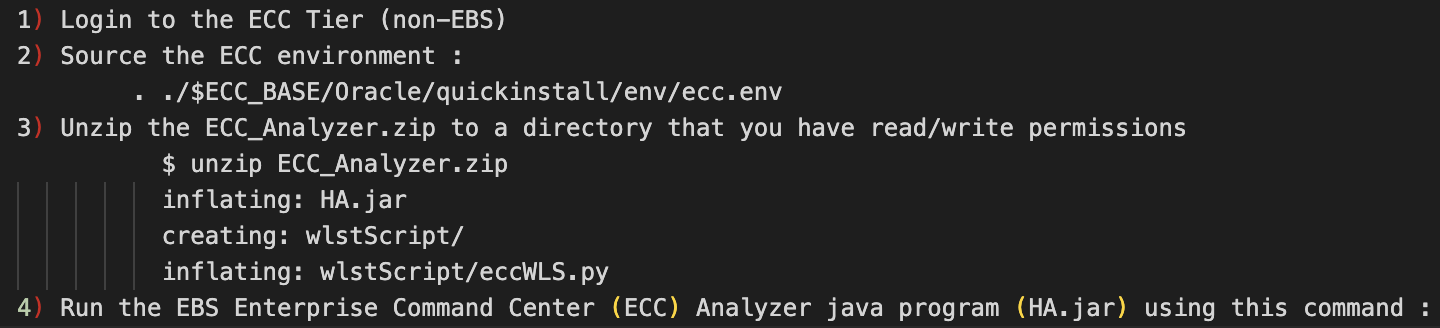 1) Login to the ECC Tier (non-EBS)
2) Source the ECC environment :
. ./$ECC_BASE/Oracle/quickinstall/env/ecc.env
3) Unzip the ECC_Analyzer.zip to a directory that you have read/write permissions
$ unzip ECC_Analyzer.zip
inflating: HA.jar
creating: wlstScript/
inflating: wlstScript/eccWLS.py
4) Run the EBS Enterprise Command Center (ECC) Analyzer java program (HA.jar) using this command :